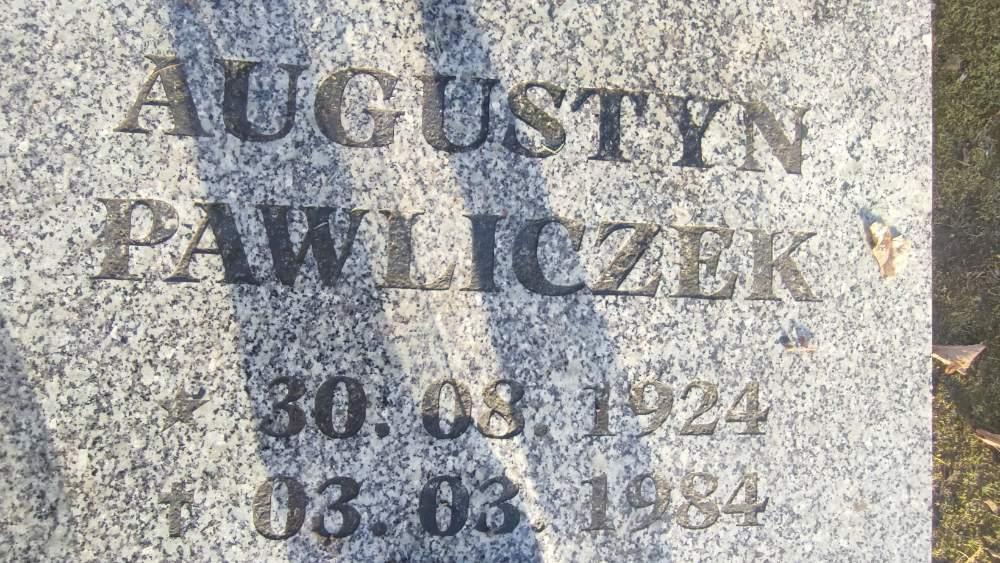 AUGUSTYN
PAWLICZEK
★ 30. 08. 1924
† 03. 03. 1984